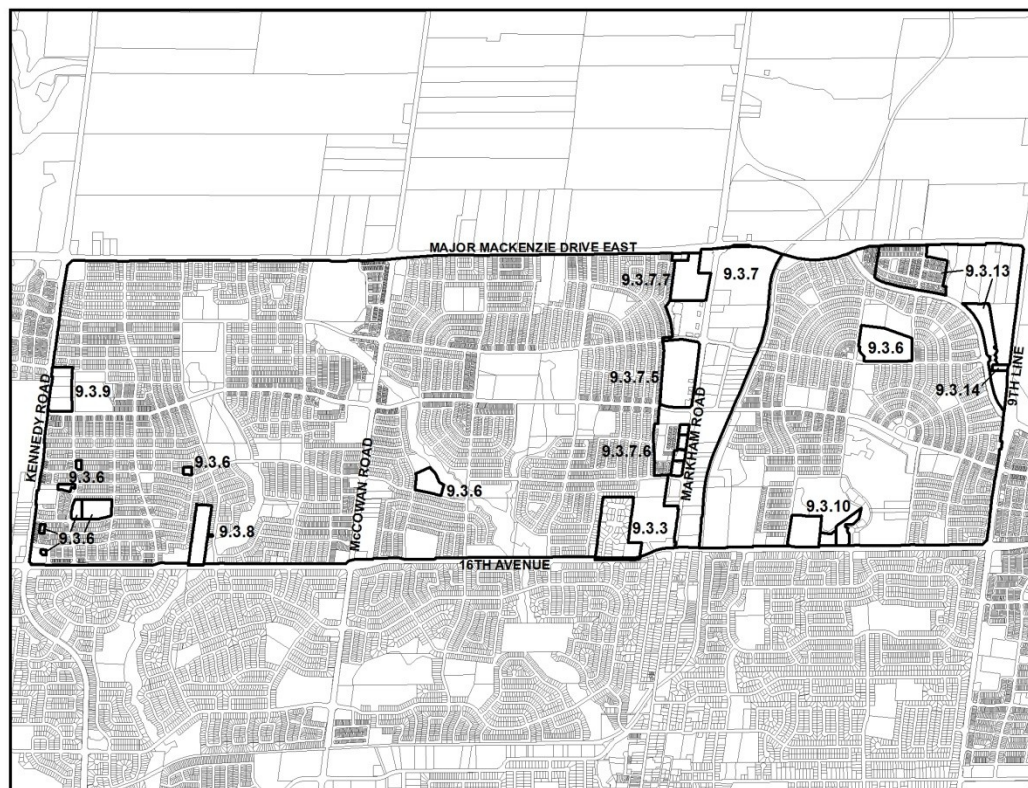 MAJOR MACKENZIE DRIVE EAST
9.3.7.7
9.3.7
9.3.13
9.3.6
9.3.14
9TH LINE
KENNEDY ROAD
9.3.9
9.3.7.5
MARKHAM ROAD
9.3.7.6
McCOWAN ROAD
9.3.6
9.3.6
9.3.6
9.3.10
9.3.3
9.3.8
9.3.6
16TH AVENUE